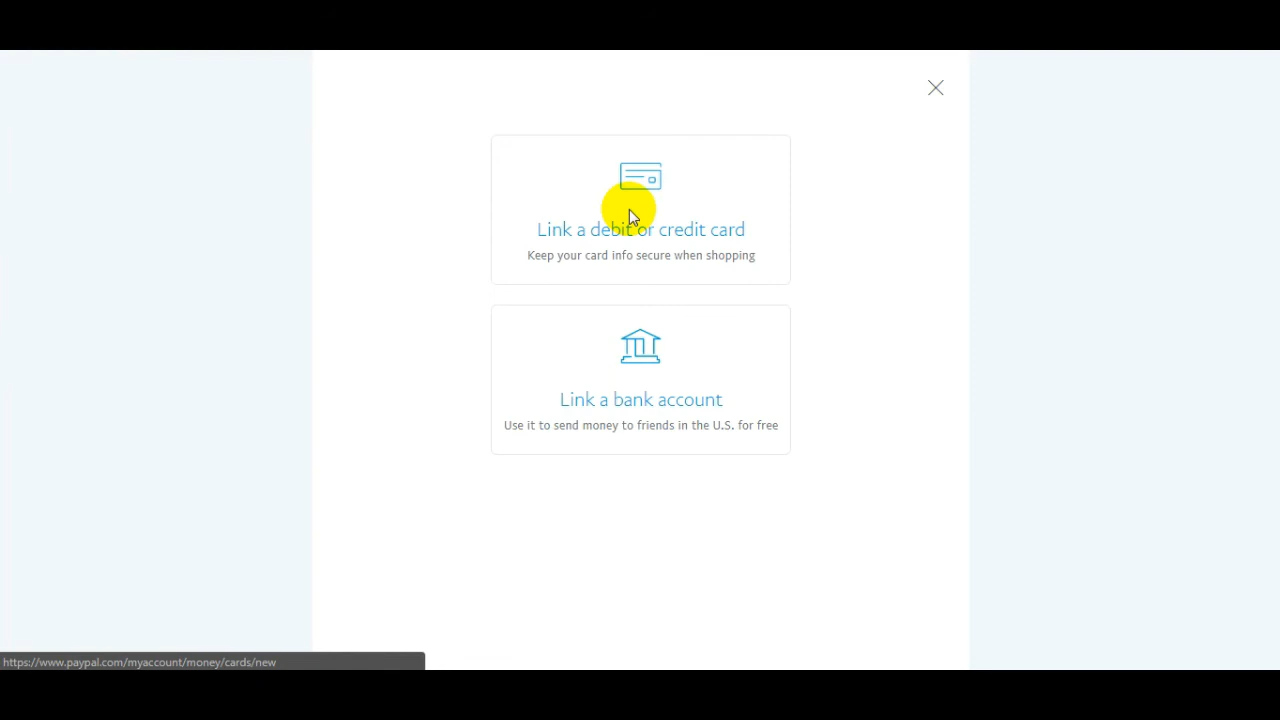 Link a debit or credit card
Keep your card info secure when shopping
Link a bank account
Use it to send money to friends in the U.S. for free
https://www.paypal.com/myaccount/money/cards/new